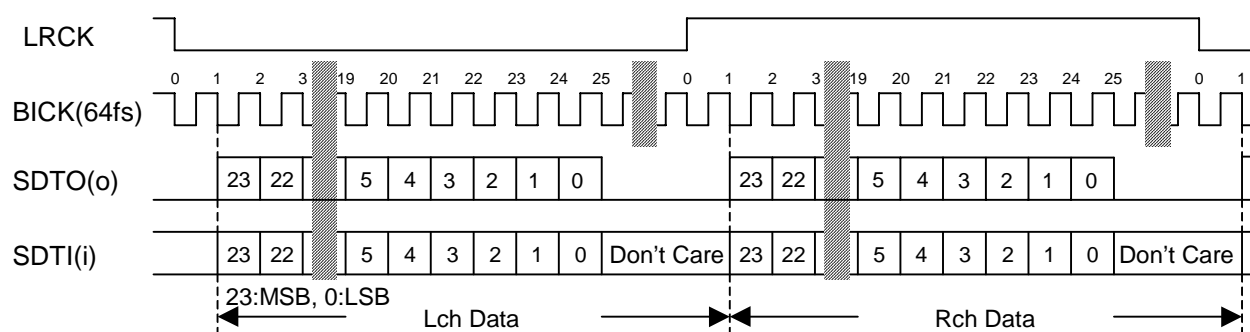 LRCK
0 1 2 3 19 20 21 22 23 24 25 0 1 2 3 19 20 21 22 23 24 25 0 1
BICK(64fs)
SDTO(o) 23 22 5 4 3 2 1 0 23 22 5 4 3 2 1 0
SDTI(i) 23 22 5 4 3 2 1 0 Don't Care 23 22 5 4 3 2 1 0 Don't Care
23:MSB, 0:LSB
Lch Data Rch Data